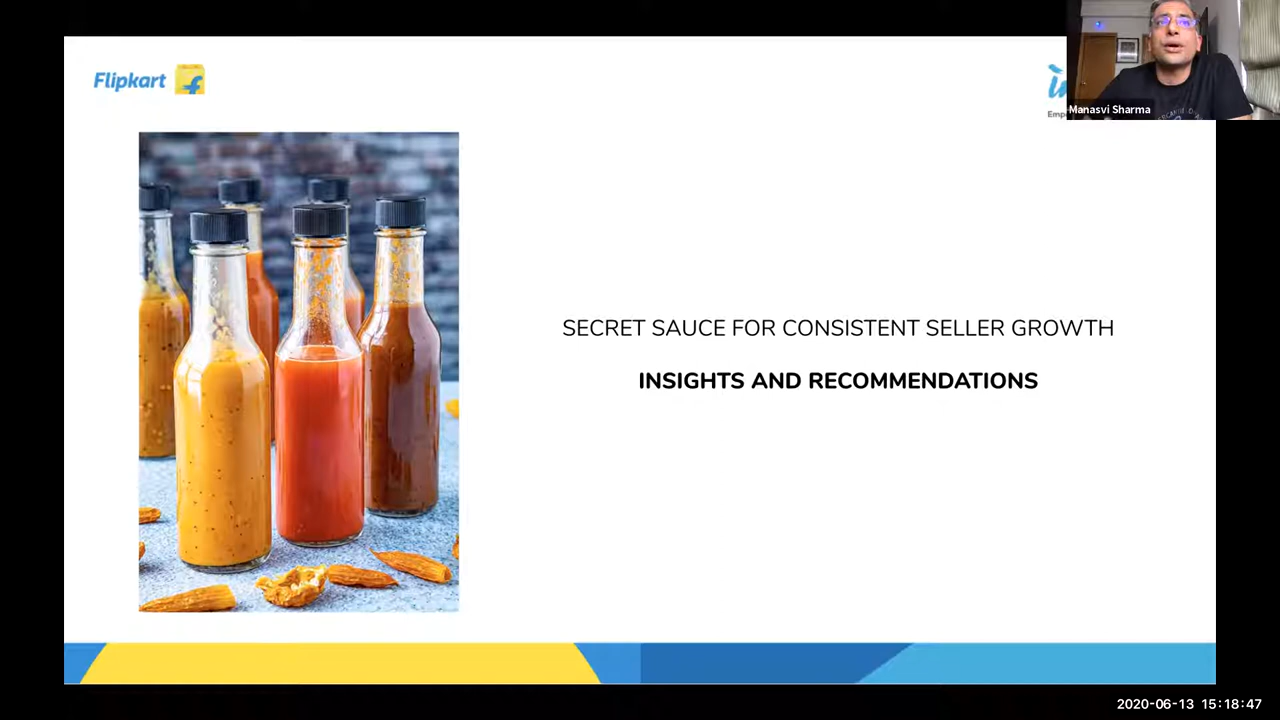 Flipkart
Manasvi Sharma
SECRET SAUCE FOR CONSISTENT SELLER GROWTH
INSIGHTS AND RECOMMENDATIONS
2020-06-13 15:18:47